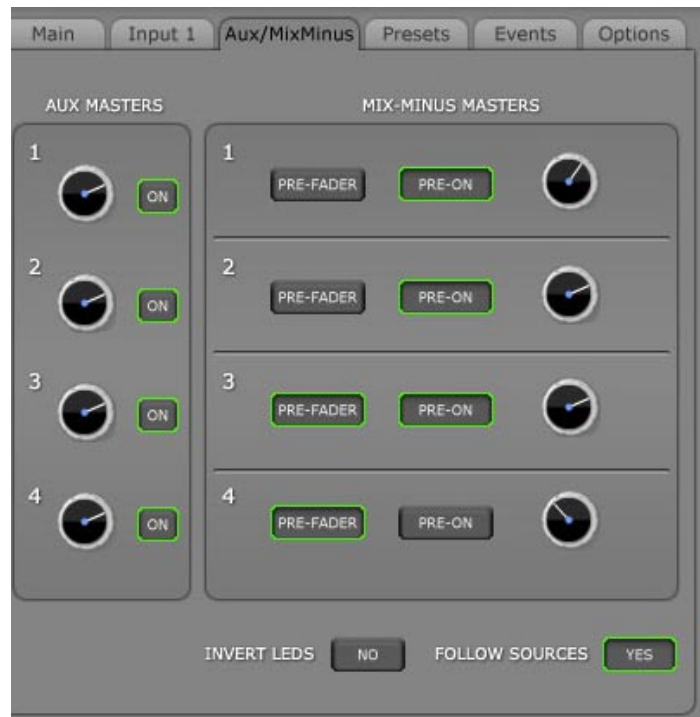 Main Input 1 Aux/MixMinus Presets Events Options
AUX MASTERS
1
ON
2
ON
3
ON
4
ON
MIX-MINUS MASTERS
1
PRE-FADER PRE-ON
2
PRE-FADER PRE-ON
3
PRE-FADER PRE-ON
4
PRE-FADER PRE-ON
INVERT LEDS NO FOLLOW SOURCES YES